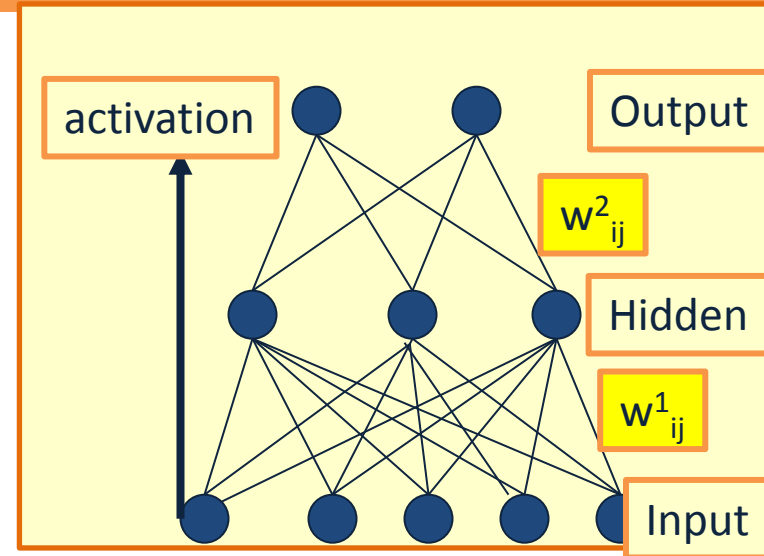 activation
Output
w²ᵢⱼ
Hidden
w¹ᵢⱼ
Input